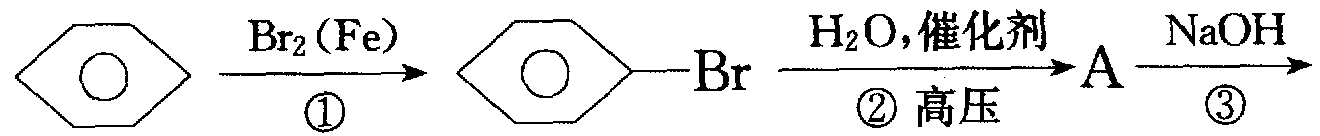 Br₂(Fe)
①
—Br
H₂O,催化剂
② 高压
A
NaOH
③